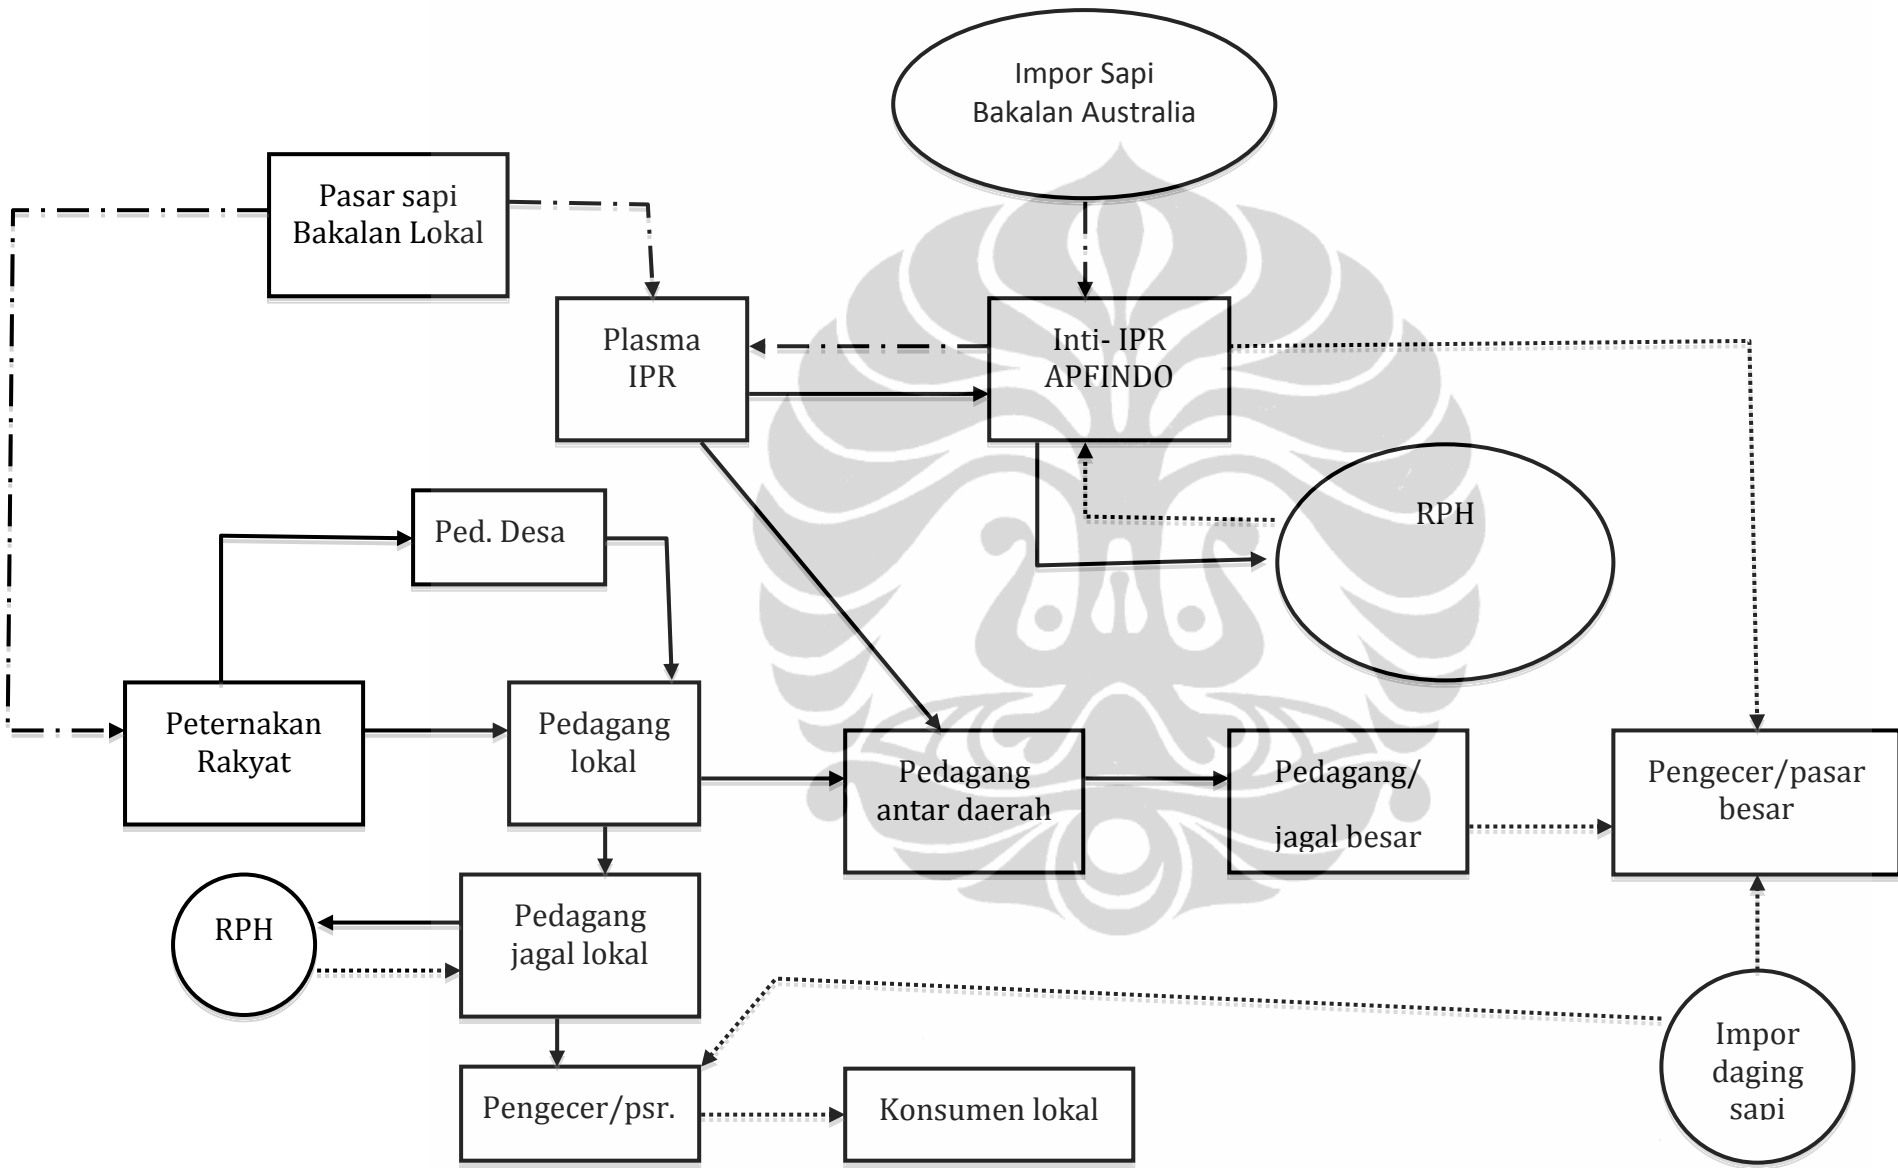 Impor Sapi
Bakalan Australia
Pasar sapi
Bakalan Lokal
Plasma
IPR
Inti- IPR
APFINDO
RPH
Ped. Desa
Peternakan
Rakyat
Pedagang
lokal
Pedagang
antar daerah
Pedagang/
jagal besar
Pengecer/pasar
besar
RPH
Pedagang
jagal lokal
Impor
daging
sapi
Pengecer/psr.
Konsumen lokal